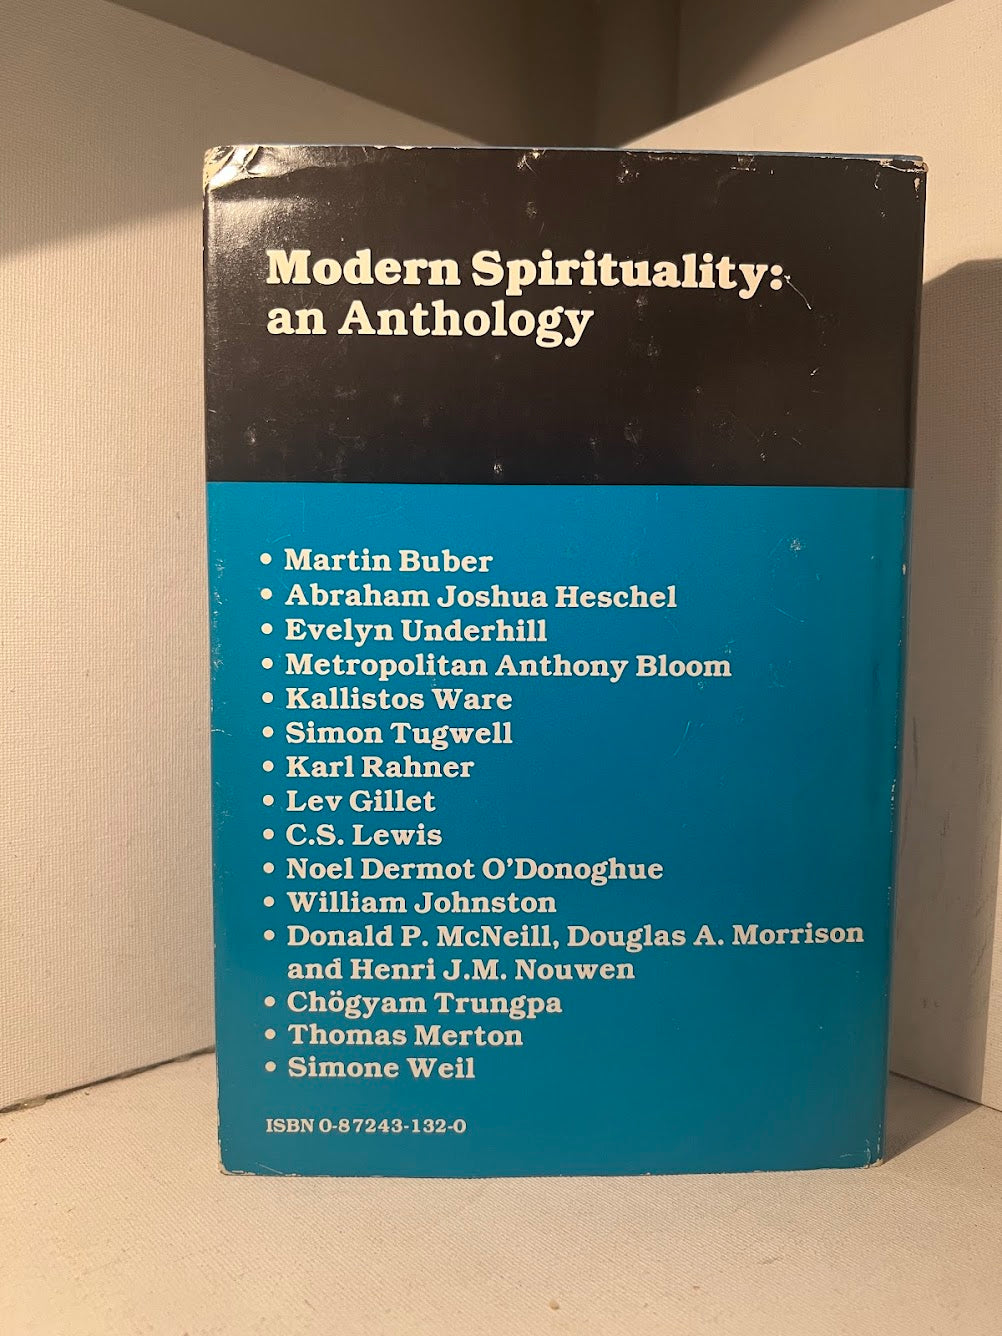 Modern Spirituality:
an Anthology
• Martin Buber
• Abraham Joshua Heschel
• Evelyn Underhill
• Metropolitan Anthony Bloom
• Kallistos Ware
• Simon Tugwell
• Karl Rahner
• Lev Gillet
• C.S. Lewis
• Noel Dermot O'Donoghue
• William Johnston
• Donald P. McNeill, Douglas A. Morrison
and Henri J.M. Nouwen
• Chögyam Trungpa
• Thomas Merton
• Simone Weil
ISBN 0-87243-132-0